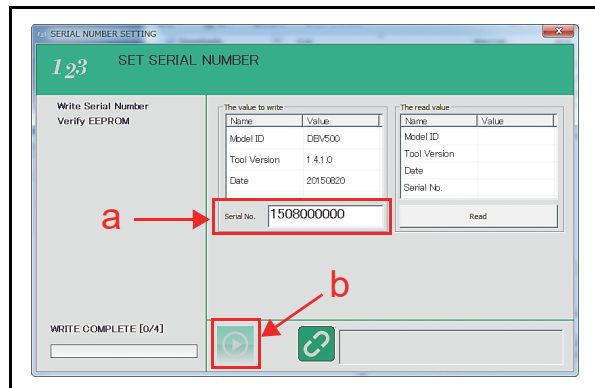 SERIAL NUMBER SETTING
123 SET SERIAL NUMBER
Write Serial Number
Verify EEPROM
The value to write
Name Value
Model ID DBV500
Tool Version 1.4.1.0
Date 20150820
Serial No. 1508000000
The read value
Name Value
Model ID
Tool Version
Date
Serial No.
Read
a
b
WRITE COMPLETE [0/4]